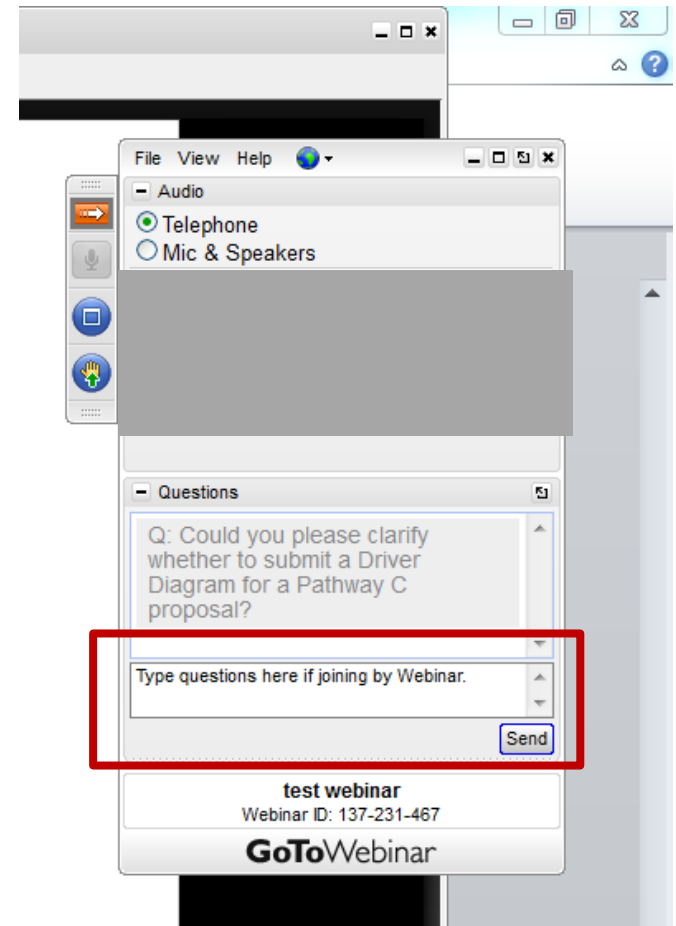 File View Help
Audio
Telephone
Mic & Speakers
Questions
Q: Could you please clarify
whether to submit a Driver
Diagram for a Pathway C
proposal?
Type questions here if joining by Webinar.
Send
test webinar
Webinar ID: 137-231-467
GoToWebinar